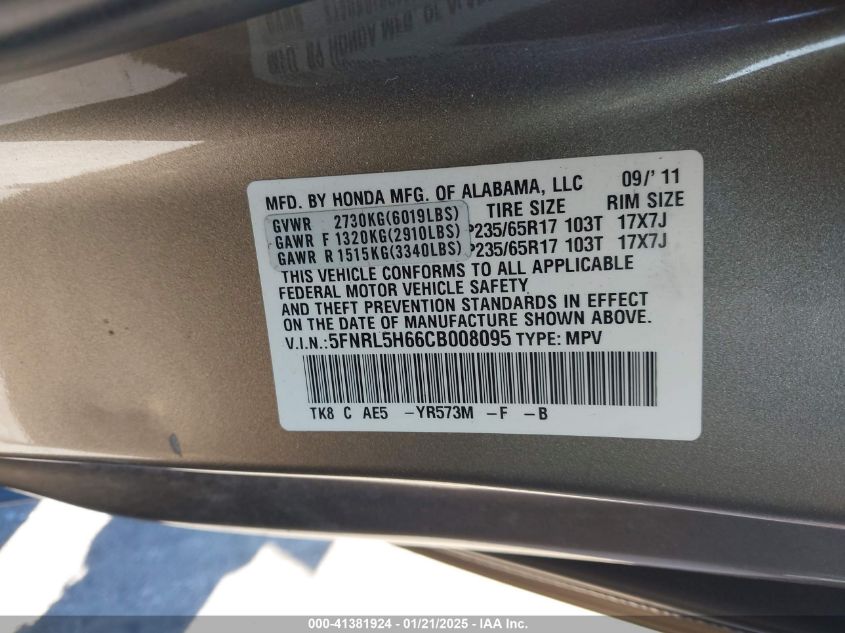 MFD. BY HONDA MFG. OF ALABAMA, LLC 09/'11
GVWR 2730KG(6019LBS) TIRE SIZE RIM SIZE
GAWR F 1320KG(2910LBS) P235/65R17 103T 17X7J
GAWR R 1515KG(3340LBS) P235/65R17 103T 17X7J
THIS VEHICLE CONFORMS TO ALL APPLICABLE
FEDERAL MOTOR VEHICLE SAFETY
AND THEFT PREVENTION STANDARDS IN EFFECT
ON THE DATE OF MANUFACTURE SHOWN ABOVE.
V.I.N.:5FNRL5H66CB008095 TYPE: MPV
TK8 C AE5 -YR573M -F -B
000-41381924 / 01/21/2025 - IAA Inc.